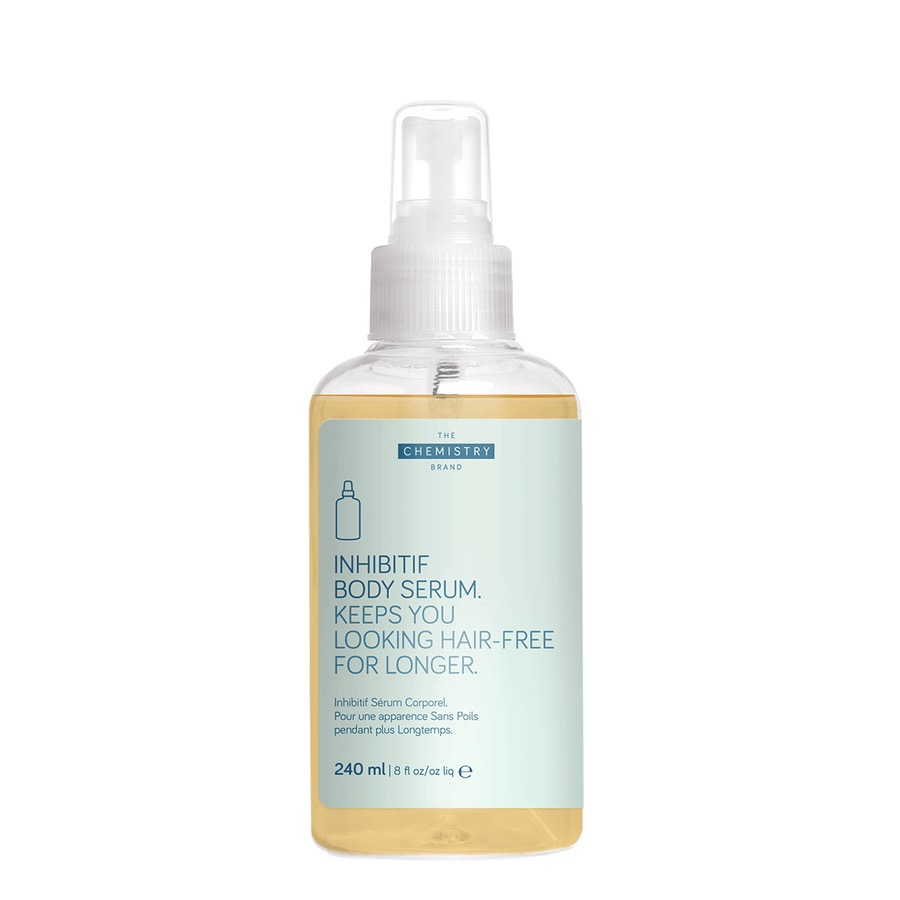 THE
CHEMISTRY
BRAND
INHIBITIF
BODY SERUM.
KEEPS YOU
LOOKING HAIR-FREE
FOR LONGER.
Inhibitif Sérum Corporel.
Pour une apparence Sans Poils
pendant plus Longtemps.
240 ml | 8 fl oz/oz liq ℮